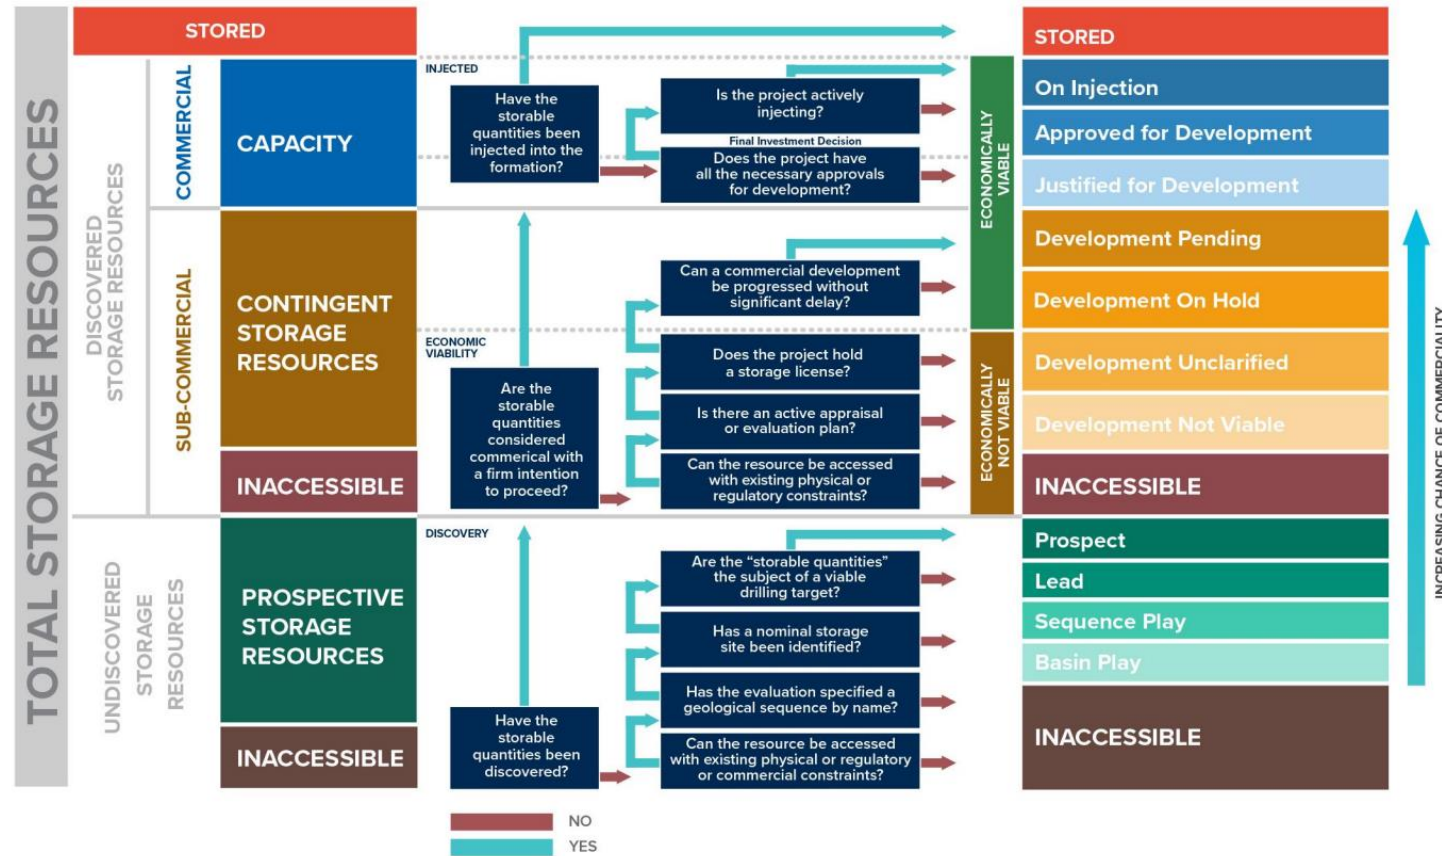 TOTAL STORAGE RESOURCES
DISCOVERED
STORAGE RESOURCES
UNDISCOVERED
STORAGE
RESOURCES
COMMERCIAL
SUB-COMMERCIAL
STORED
CAPACITY
CONTINGENT
STORAGE
RESOURCES
INACCESSIBLE
PROSPECTIVE
STORAGE
RESOURCES
INACCESSIBLE
INJECTED
Have the
storable
quantities been
injected into the
formation?
Is the project actively
injecting?
Final Investment Decision
Does the project have
all the necessary approvals
for development?
ECONOMIC
VIABILITY
Are the
storable
quantities
considered
commerical with
a firm intention
to proceed?
Can a commercial development
be progressed without
significant delay?
Does the project hold
a storage license?
Is there an active appraisal
or evaluation plan?
Can the resource be accessed
with existing physical or
regulatory constraints?
DISCOVERY
Have the
storable
quantities been
discovered?
Are the “storable quantities”
the subject of a viable
drilling target?
Has a nominal storage
site been identified?
Has the evaluation specified a
geological sequence by name?
Can the resource be accessed
with existing physical or regulatory
or commercial constraints?
ECONOMICALLY
VIABLE
ECONOMICALLY
NOT VIABLE
STORED
On Injection
Approved for Development
Justified for Development
Development Pending
Development On Hold
Development Unclarified
Development Not Viable
INACCESSIBLE
Prospect
Lead
Sequence Play
Basin Play
INACCESSIBLE
INCREASING CHANCE OF COMMERCIALITY
NO
YES